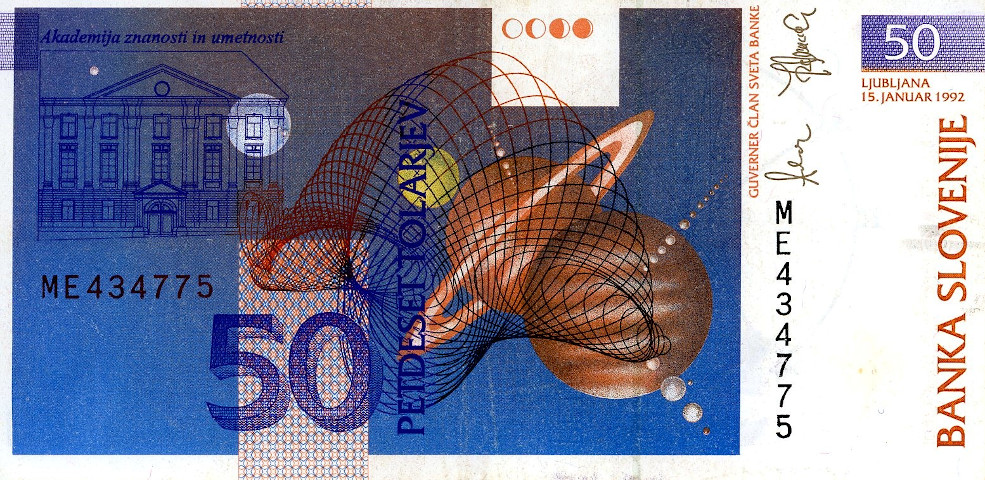 Akademija znanosti in umetnosti
ME434775
50
PETDESET TOLARJEV
GUVERNER ČLAN SVETA BANKE
ME434775
50
LJUBLJANA
15. JANUAR 1992
BANKA SLOVENIJE